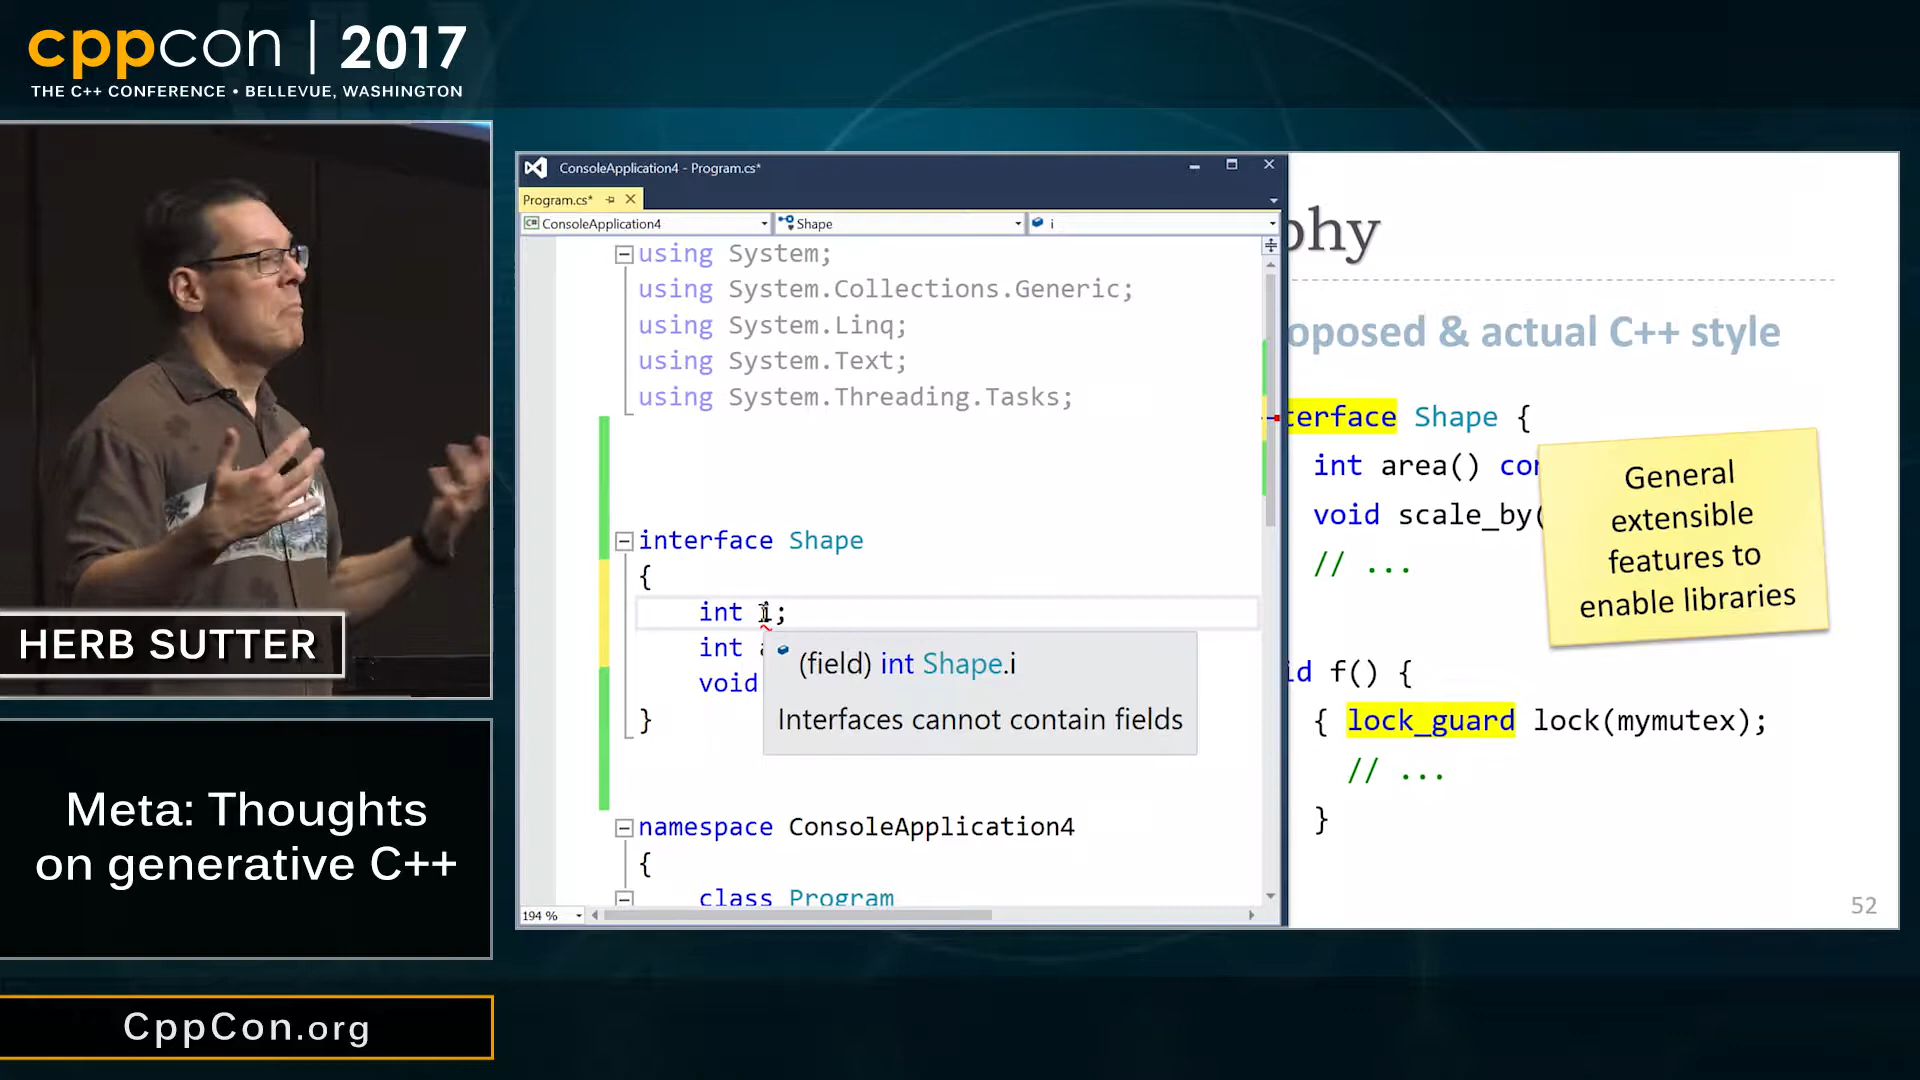 cppcon | 2017
THE C++ CONFERENCE • BELLEVUE, WASHINGTON
HERB SUTTER
Meta: Thoughts
on generative C++
CppCon.org
ConsoleApplication4 - Program.cs*
Program.cs*
ConsoleApplication4
Shape
i
using System;
using System.Collections.Generic;
using System.Linq;
using System.Text;
using System.Threading.Tasks;
interface Shape
{
int i;
int
void
}
(field) int Shape.i
Interfaces cannot contain fields
namespace ConsoleApplication4
{
class Program
194 %
phy
oposed & actual C++ style
terface Shape {
int area() con
void scale_by(
// ...
General
extensible
features to
enable libraries
id f() {
{ lock_guard lock(mymutex);
// ...
}
52